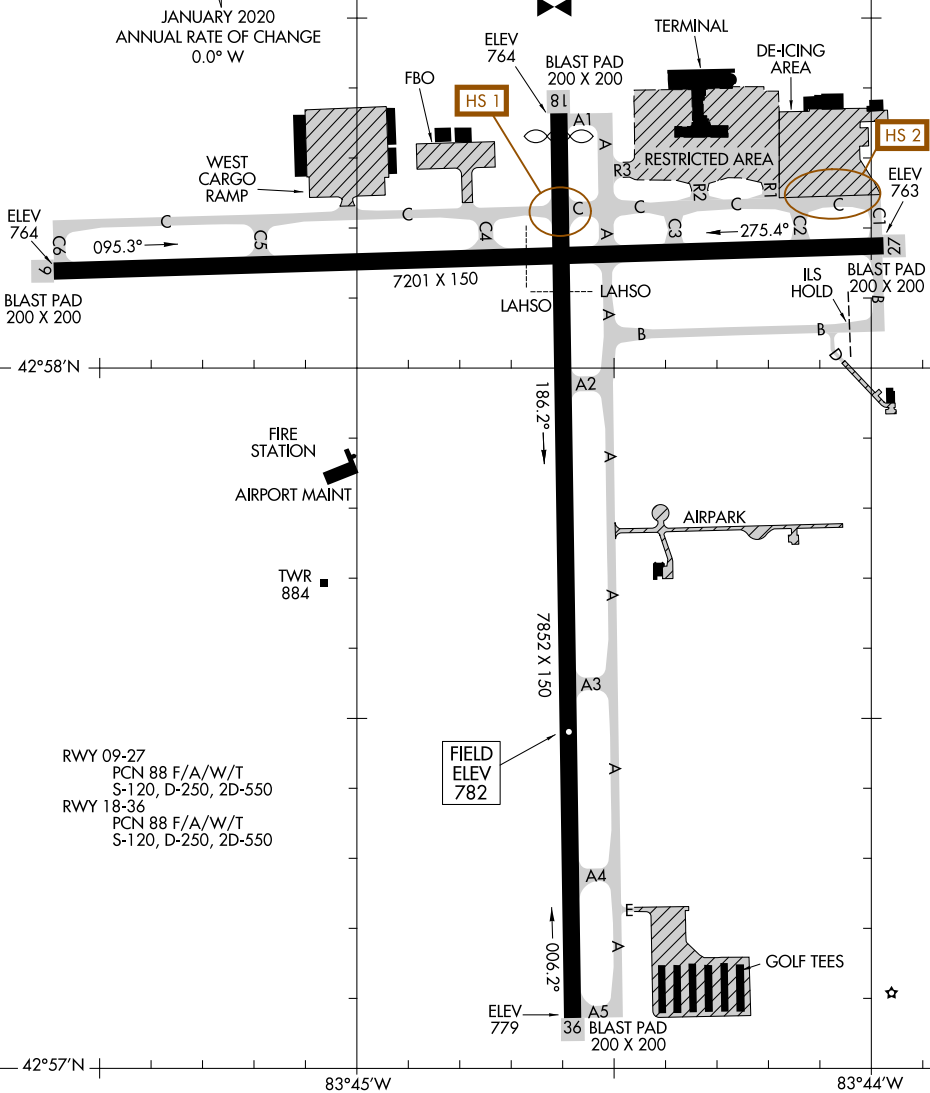 JANUARY 2020
ANNUAL RATE OF CHANGE
0.0° W
ELEV
764
BLAST PAD
200 X 200
TERMINAL
DE-ICING
AREA
FBO
HS 1
18
A1
A
HS 2
WEST
CARGO
RAMP
R3
RESTRICTED AREA
R2
R1
ELEV
763
ELEV
764
C
C
C
C
C
C
C1
C6
095.3°
C5
C4
A
C3
275.4°
C2
9
27
7201 X 150
ILS
HOLD
BLAST PAD
200 X 200
BLAST PAD
200 X 200
LAHSO
LAHSO
A
B
B
B
D
42°58'N
186.2°
A2
FIRE
STATION
A
AIRPORT MAINT
AIRPARK
TWR
884
A
7852 X 150
A3
FIELD
ELEV
782
A
RWY 09-27
PCN 88 F/A/W/T
S-120, D-250, 2D-550
RWY 18-36
PCN 88 F/A/W/T
S-120, D-250, 2D-550
A4
E
006.2°
A
GOLF TEES
ELEV
779
A5
36
BLAST PAD
200 X 200
42°57'N
83°45'W
83°44'W